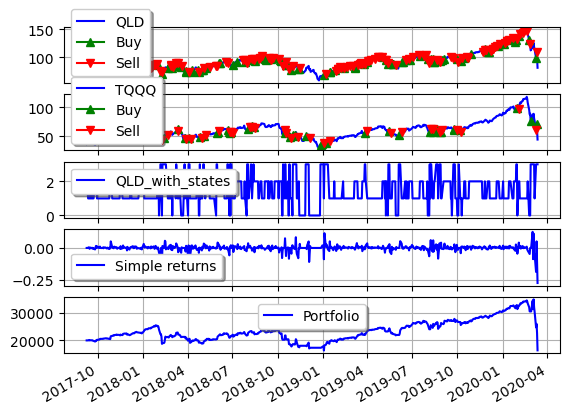 QLD
Buy
Sell
150
100
TQQQ
Buy
Sell
100
50
QLD_with_states
2
0
Simple returns
0.00
−0.25
Portfolio
30000
20000
2017-10
2018-01
2018-04
2018-07
2018-10
2019-01
2019-04
2019-07
2019-10
2020-01
2020-04